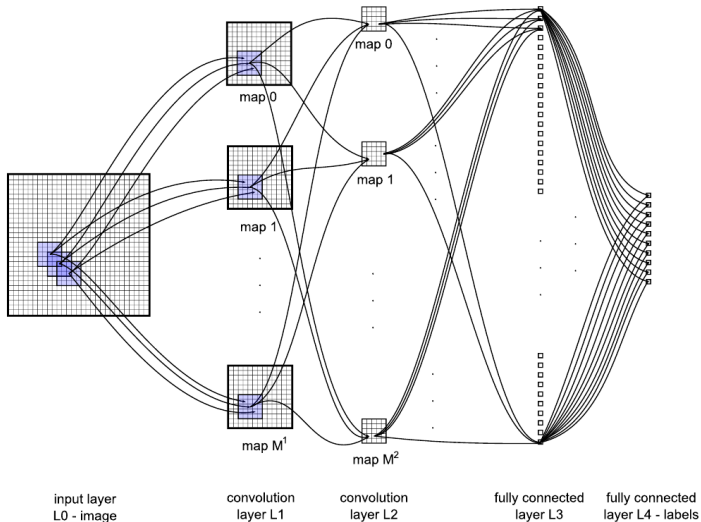 map 0
map 0
map 1
map 1
map M¹
map M²
input layer
L0 - image
convolution
layer L1
convolution
layer L2
fully connected
layer L3
fully connected
layer L4 - labels